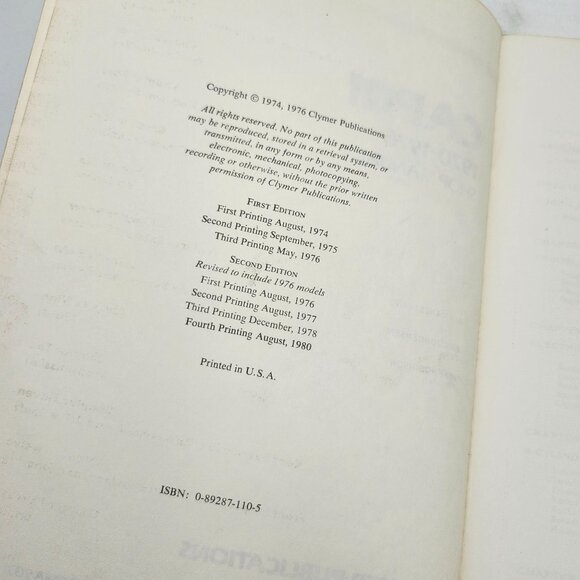 Copyright © 1974, 1976 Clymer Publications
All rights reserved. No part of this publication
may be reproduced, stored in a retrieval system, or
transmitted, in any form or by any means,
electronic, mechanical, photocopying,
recording or otherwise, without the prior written
permission of Clymer Publications.
FIRST EDITION
First Printing August, 1974
Second Printing September, 1975
Third Printing May, 1976
SECOND EDITION
Revised to include 1976 models
First Printing August, 1976
Second Printing August, 1977
Third Printing December, 1978
Fourth Printing August, 1980
Printed in U.S.A.
ISBN: 0-89287-110-5